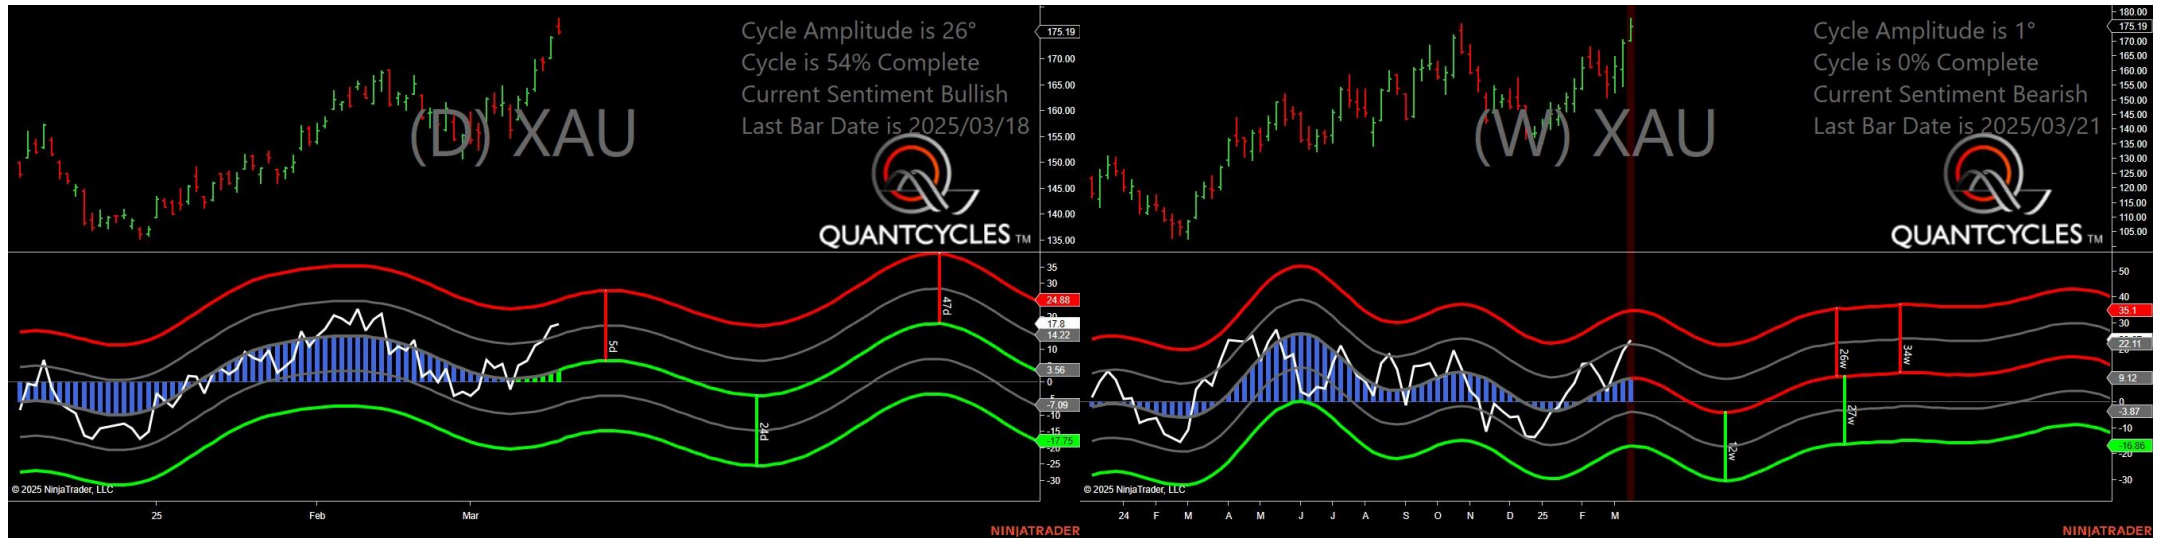 Cycle Amplitude is 26°
Cycle is 54% Complete
Current Sentiment Bullish
Last Bar Date is 2025/03/18
(D) XAU
QUANTCYCLES TM
175.19
170.00
165.00
160.00
155.00
150.00
145.00
140.00
135.00
35
24.88
20
17.8
14.22
10
3.56
0
-7.09
-10
-15
-17.75
-25
-30
5d
24d
47d
© 2025 NinjaTrader, LLC
25 Feb Mar
NINJATRADER
Cycle Amplitude is 1°
Cycle is 0% Complete
Current Sentiment Bearish
Last Bar Date is 2025/03/21
(W) XAU
QUANTCYCLES TM
180.00
175.19
170.00
165.00
160.00
155.00
150.00
145.00
140.00
135.00
130.00
125.00
120.00
115.00
110.00
105.00
50
40
35.1
30
22.11
20
9.12
0
-3.87
-10
-16.86
-20
-30
12w
26w
27w
34w
© 2025 NinjaTrader, LLC
24 F M A M J J A S O N D 25 F M
NINJATRADER